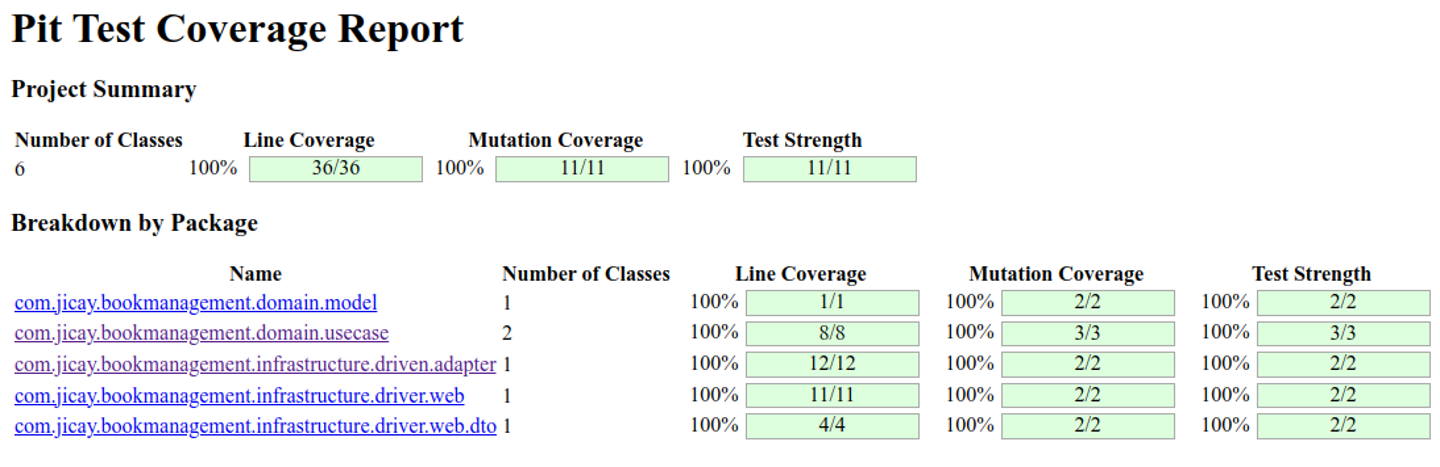 Pit Test Coverage Report
Project Summary
Number of Classes Line Coverage Mutation Coverage Test Strength
6 100% 36/36 100% 11/11 100% 11/11
Breakdown by Package
Name Number of Classes Line Coverage Mutation Coverage Test Strength
com.jicay.bookmanagement.domain.model 1 100% 1/1 100% 2/2 100% 2/2
com.jicay.bookmanagement.domain.usecase 2 100% 8/8 100% 3/3 100% 3/3
com.jicay.bookmanagement.infrastructure.driven.adapter 1 100% 12/12 100% 2/2 100% 2/2
com.jicay.bookmanagement.infrastructure.driver.web 1 100% 11/11 100% 2/2 100% 2/2
com.jicay.bookmanagement.infrastructure.driver.web.dto 1 100% 4/4 100% 2/2 100% 2/2